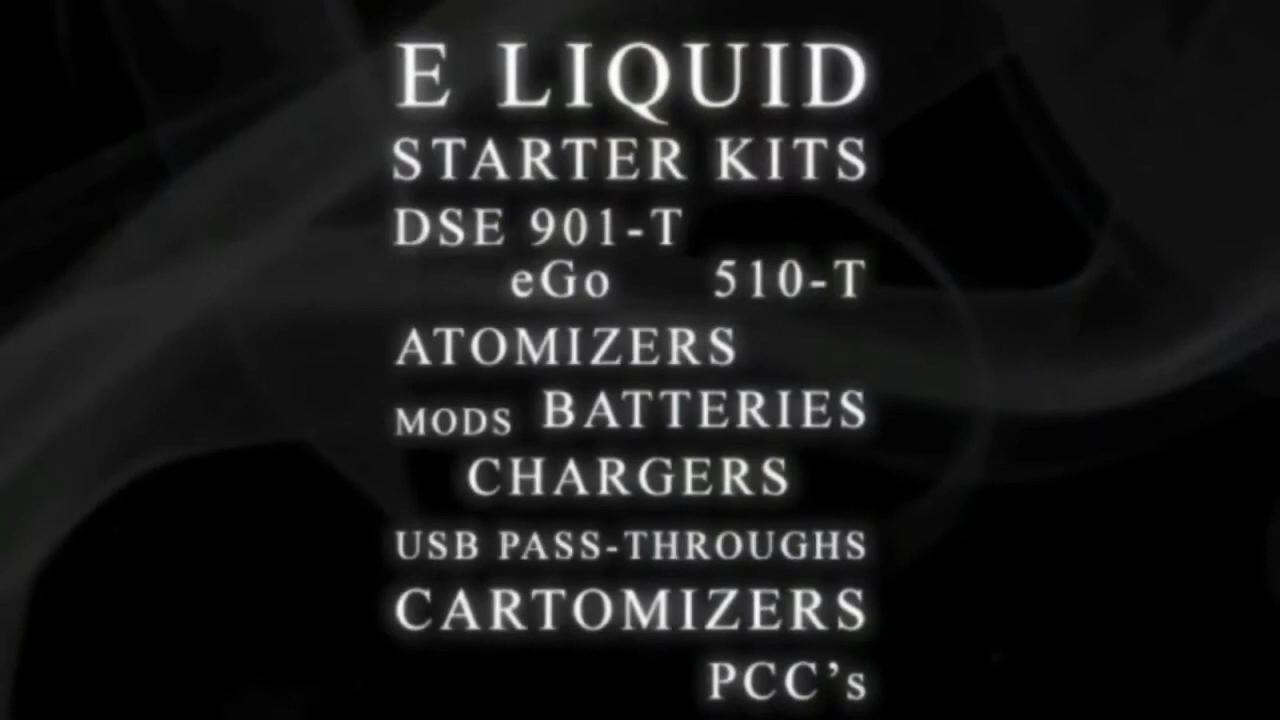 E LIQUID
STARTER KITS
DSE 901-T
eGo 510-T
ATOMIZERS
MODS BATTERIES
CHARGERS
USB PASS-THROUGHS
CARTOMIZERS
PCC's